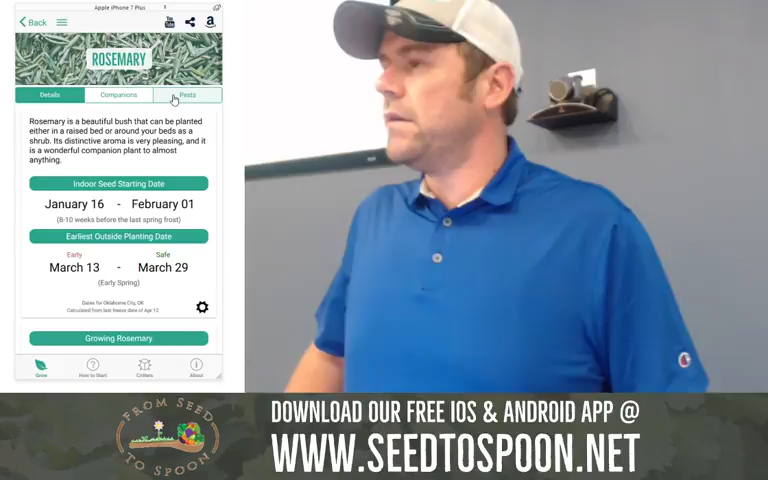 Apple iPhone 7 Plus
Back
You Tube
a
ROSEMARY
Details Companions Pests
Rosemary is a beautiful bush that can be planted
either in a raised bed or around your beds as a
shrub. Its distinctive aroma is very pleasing, and it
is a wonderful companion plant to almost
anything.
Indoor Seed Starting Date
January 16 - February 01
(8-10 weeks before the last spring frost)
Earliest Outside Planting Date
Early Safe
March 13 - March 29
(Early Spring)
Dates for Oklahoma City, OK
Calculated from last freeze date of Apr 12
Growing Rosemary
Grow How to Start Critters About
FROM SEED
TO SPOON
DOWNLOAD OUR FREE IOS & ANDROID APP @
WWW.SEEDTOSPOON.NET